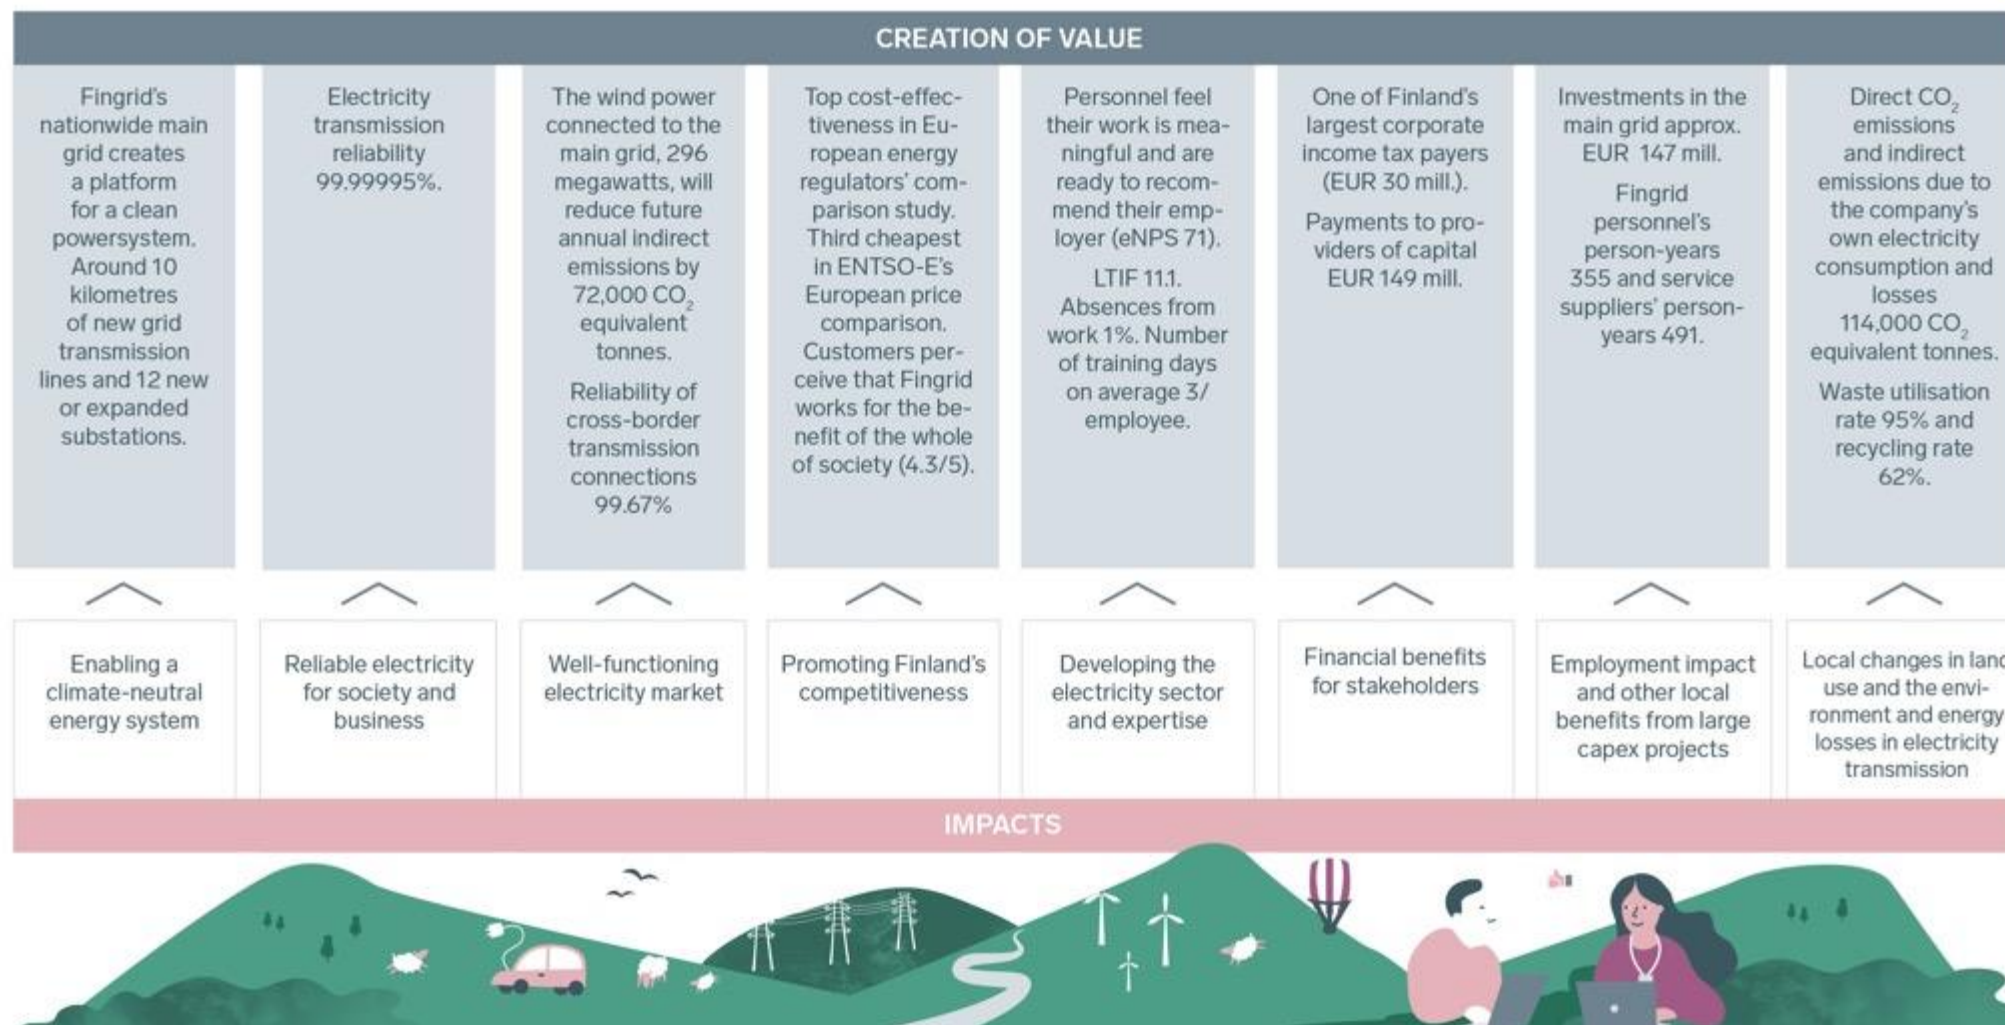 CREATION OF VALUE
Fingrid's
nationwide main
grid creates
a platform
for a clean
powersystem.
Around 10
kilometres
of new grid
transmission
lines and 12 new
or expanded
substations.
Electricity
transmission
reliability
99.99995%.
The wind power
connected to the
main grid, 296
megawatts, will
reduce future
annual indirect
emissions by
72,000 CO₂
equivalent
tonnes.
Reliability of
cross-border
transmission
connections
99.67%
Top cost-effec-
tiveness in Eu-
ropean energy
regulators' com-
parison study.
Third cheapest
in ENTSO-E's
European price
comparison.
Customers per-
ceive that Fingrid
works for the be-
nefit of the whole
of society (4.3/5).
Personnel feel
their work is mea-
ningful and are
ready to recom-
mend their emp-
loyer (eNPS 71).
LTIF 11.1.
Absences from
work 1%. Number
of training days
on average 3/
employee.
One of Finland's
largest corporate
income tax payers
(EUR 30 mill.).
Payments to pro-
viders of capital
EUR 149 mill.
Investments in the
main grid approx.
EUR 147 mill.
Fingrid
personnel's
person-years
355 and service
suppliers' person-
years 491.
Direct CO₂
emissions
and indirect
emissions due to
the company's
own electricity
consumption and
losses
114,000 CO₂
equivalent tonnes.
Waste utilisation
rate 95% and
recycling rate
62%.
Enabling a
climate-neutral
energy system
Reliable electricity
for society and
business
Well-functioning
electricity market
Promoting Finland's
competitiveness
Developing the
electricity sector
and expertise
Financial benefits
for stakeholders
Employment impact
and other local
benefits from large
capex projects
Local changes in land
use and the envi-
ronment and energy
losses in electricity
transmission
IMPACTS